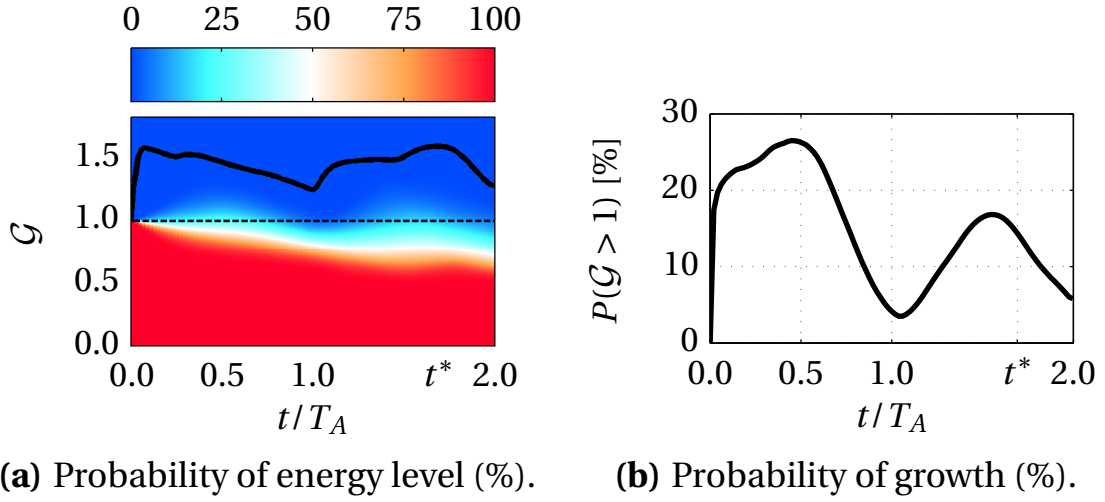 0 25 50 75 100
1.5
1.0
0.5
0.0
𝒢
0.0 0.5 1.0 t* 2.0
t/T_A
(a) Probability of energy level (%).
30
20
10
0
P(𝒢 > 1) [%]
0.0 0.5 1.0 t* 2.0
t/T_A
(b) Probability of growth (%).